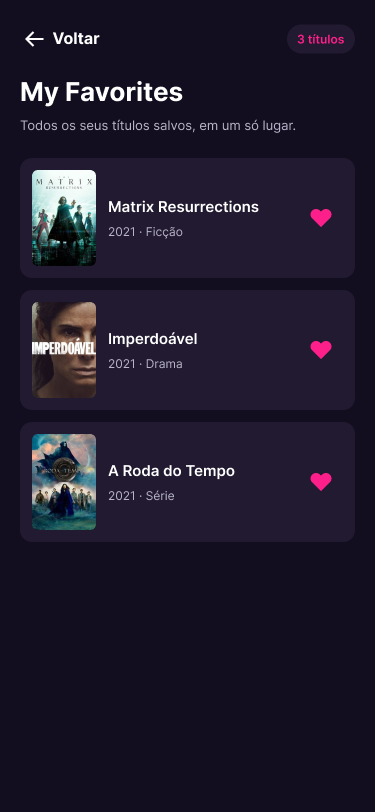 Voltar
3 títulos
My Favorites
Todos os seus títulos salvos, em um só lugar.
MATRIX
RESURRECTIONS
Matrix Resurrections
2021 · Ficção
IMPERDOÁVEL
Imperdoável
2021 · Drama
A Roda do Tempo
2021 · Série